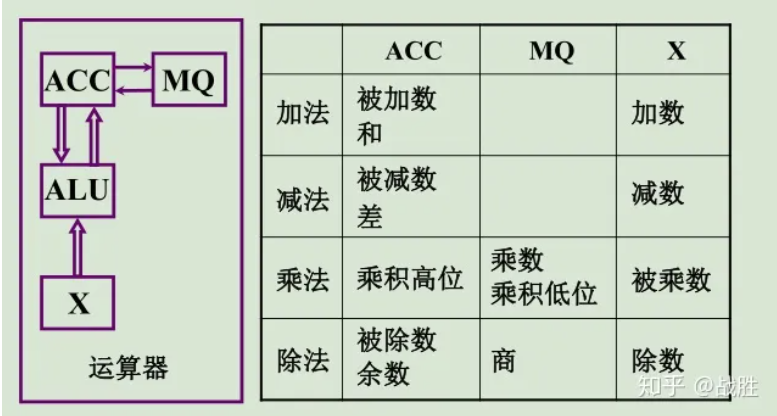 ACC
MQ
ALU
X
运算器
ACC MQ X
加法 被加数 和 加数
减法 被减数 差 减数
乘法 乘积高位 乘数 乘积低位 被乘数
除法 被除数 余数 商 除数
知乎 @战胜